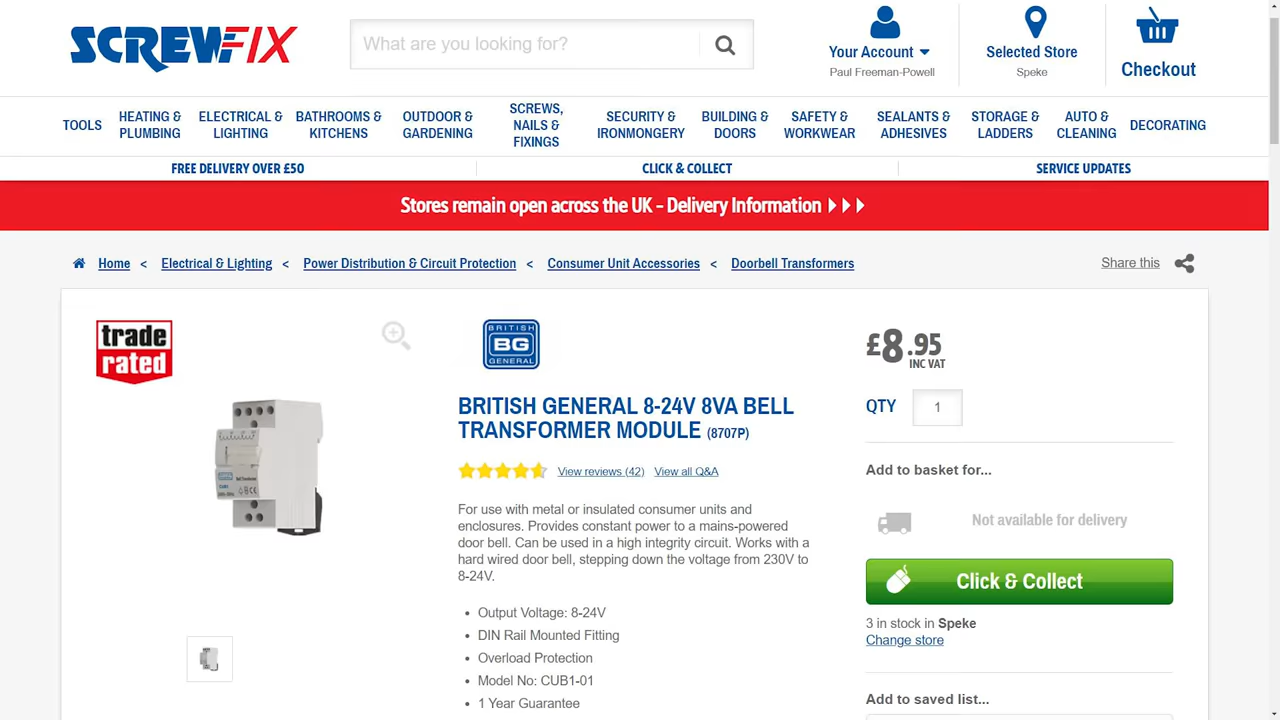 SCREWFIX
What are you looking for?
Your Account
Paul Freeman-Powell
Selected Store
Speke
Checkout
TOOLS
HEATING &
PLUMBING
ELECTRICAL &
LIGHTING
BATHROOMS &
KITCHENS
OUTDOOR &
GARDENING
SCREWS,
NAILS &
FIXINGS
SECURITY &
IRONMONGERY
BUILDING &
DOORS
SAFETY &
WORKWEAR
SEALANTS &
ADHESIVES
STORAGE &
LADDERS
AUTO &
CLEANING
DECORATING
FREE DELIVERY OVER £50
CLICK & COLLECT
SERVICE UPDATES
Stores remain open across the UK - Delivery Information
Home < Electrical & Lighting < Power Distribution & Circuit Protection < Consumer Unit Accessories < Doorbell Transformers
Share this
trade
rated
BRITISH
BG
GENERAL
BRITISH GENERAL 8-24V 8VA BELL
TRANSFORMER MODULE (8707P)
View reviews (42) View all Q&A
For use with metal or insulated consumer units and
enclosures. Provides constant power to a mains-powered
door bell. Can be used in a high integrity circuit. Works with a
hard wired door bell, stepping down the voltage from 230V to
8-24V.
• Output Voltage: 8-24V
• DIN Rail Mounted Fitting
• Overload Protection
• Model No: CUB1-01
• 1 Year Guarantee
£8.95
INC VAT
QTY 1
Add to basket for...
Not available for delivery
Click & Collect
3 in stock in Speke
Change store
Add to saved list...